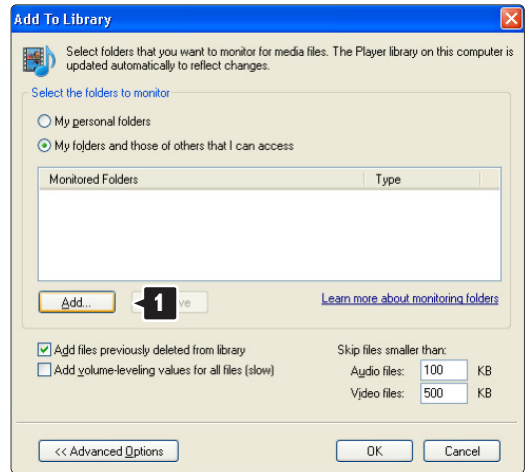 Add To Library
Select folders that you want to monitor for media files. The Player library on this computer is
updated automatically to reflect changes.
Select the folders to monitor
My personal folders
My folders and those of others that I can access
Monitored Folders Type
Add... 1 ve Learn more about monitoring folders
Add files previously deleted from library Skip files smaller than:
Add volume-leveling values for all files (slow) Audio files: 100 KB
Video files: 500 KB
<< Advanced Options OK Cancel